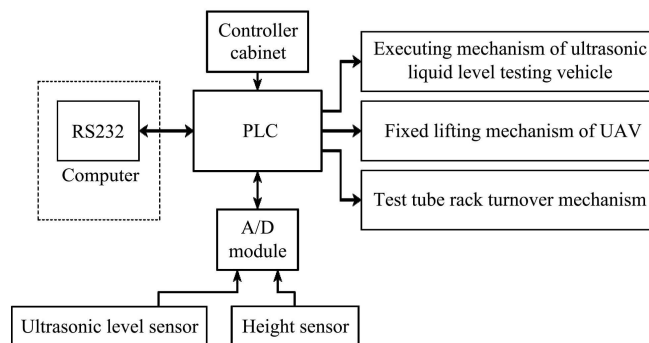 Controller
cabinet
Executing mechanism of ultrasonic
liquid level testing vehicle
RS232
Computer
PLC
Fixed lifting mechanism of UAV
Test tube rack turnover mechanism
A/D
module
Ultrasonic level sensor
Height sensor